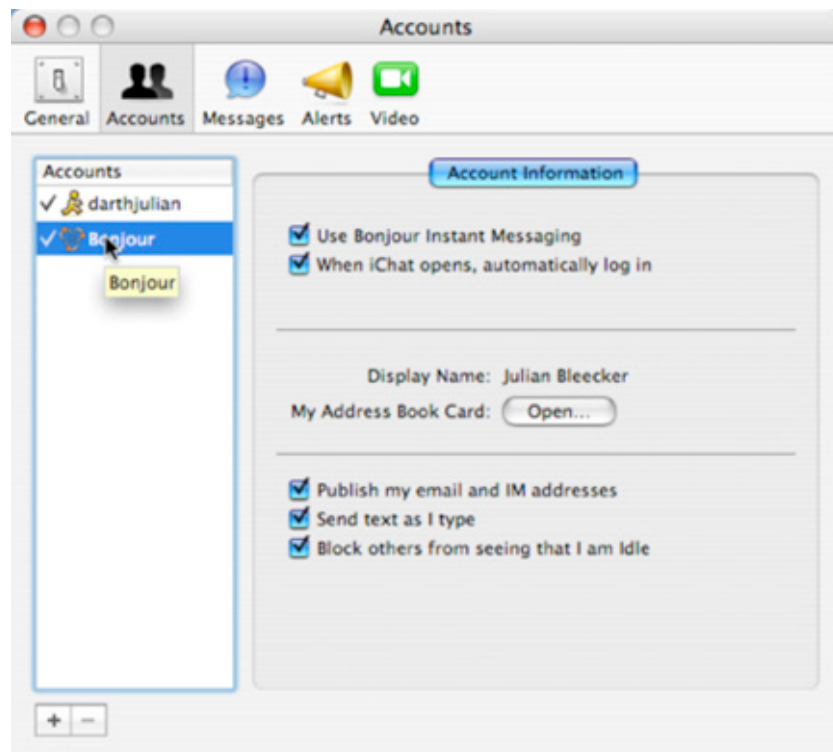 Accounts
General Accounts Messages Alerts Video
Accounts
darthjulian
Bonjour
Bonjour
Account Information
Use Bonjour Instant Messaging
When iChat opens, automatically log in
Display Name: Julian Bleecker
My Address Book Card: Open...
Publish my email and IM addresses
Send text as I type
Block others from seeing that I am Idle